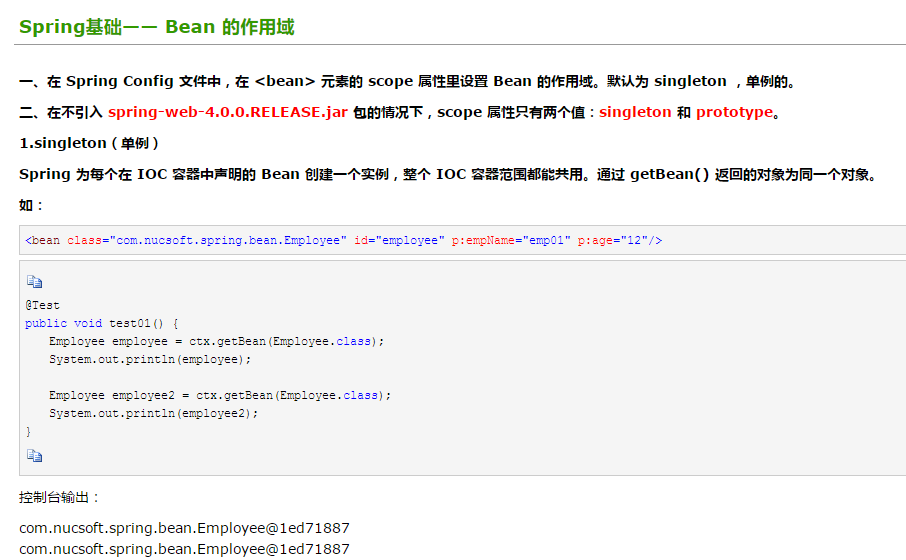 Spring基础—— Bean 的作用域
一、在 Spring Config 文件中，在 <bean> 元素的 scope 属性里设置 Bean 的作用域。默认为 singleton ，单例的。
二、在不引入 spring-web-4.0.0.RELEASE.jar 包的情况下，scope 属性只有两个值：singleton 和 prototype。
1.singleton（单例）
Spring 为每个在 IOC 容器中声明的 Bean 创建一个实例，整个 IOC 容器范围都能共用。通过 getBean() 返回的对象为同一个对象。
如：
<bean class="com.nucsoft.spring.bean.Employee" id="employee" p:empName="emp01" p:age="12"/>
@Test
public void test01() {
    Employee employee = ctx.getBean(Employee.class);
    System.out.println(employee);
    Employee employee2 = ctx.getBean(Employee.class);
    System.out.println(employee2);
}
控制台输出：
com.nucsoft.spring.bean.Employee@1ed71887
com.nucsoft.spring.bean.Employee@1ed71887